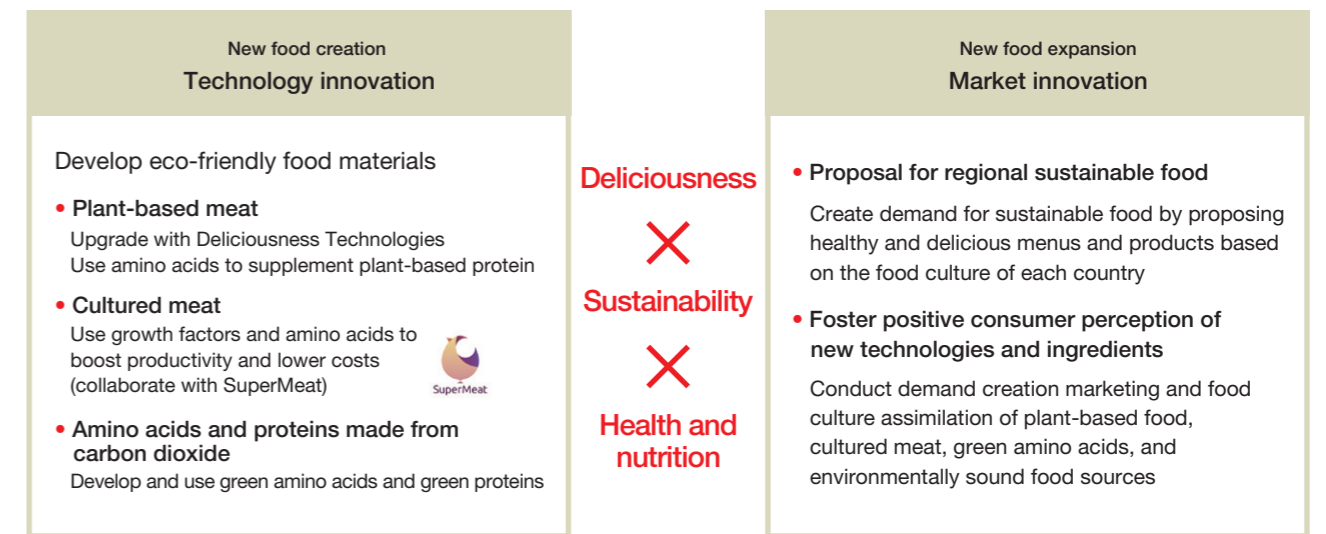 New food creation
Technology innovation
Develop eco-friendly food materials
• Plant-based meat
Upgrade with Deliciousness Technologies
Use amino acids to supplement plant-based protein
• Cultured meat
Use growth factors and amino acids to
boost productivity and lower costs
(collaborate with SuperMeat)
SuperMeat
• Amino acids and proteins made from
carbon dioxide
Develop and use green amino acids and green proteins
Deliciousness
×
Sustainability
×
Health and
nutrition
New food expansion
Market innovation
• Proposal for regional sustainable food
Create demand for sustainable food by proposing
healthy and delicious menus and products based
on the food culture of each country
• Foster positive consumer perception of
new technologies and ingredients
Conduct demand creation marketing and food
culture assimilation of plant-based food,
cultured meat, green amino acids, and
environmentally sound food sources